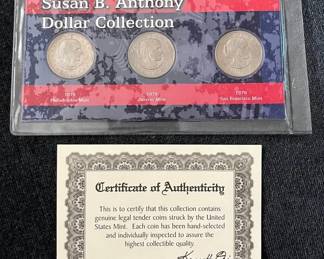 Susan B. Anthony
Dollar Collection
1979
Philadelphia Mint
1979
Denver Mint
1979
San Francisco Mint
Certificate of Authenticity
This is to certify that this collection contains
genuine legal tender coins struck by the United
States Mint. Each coin has been hand-selected
and individually inspected to assure the
highest collectible quality.